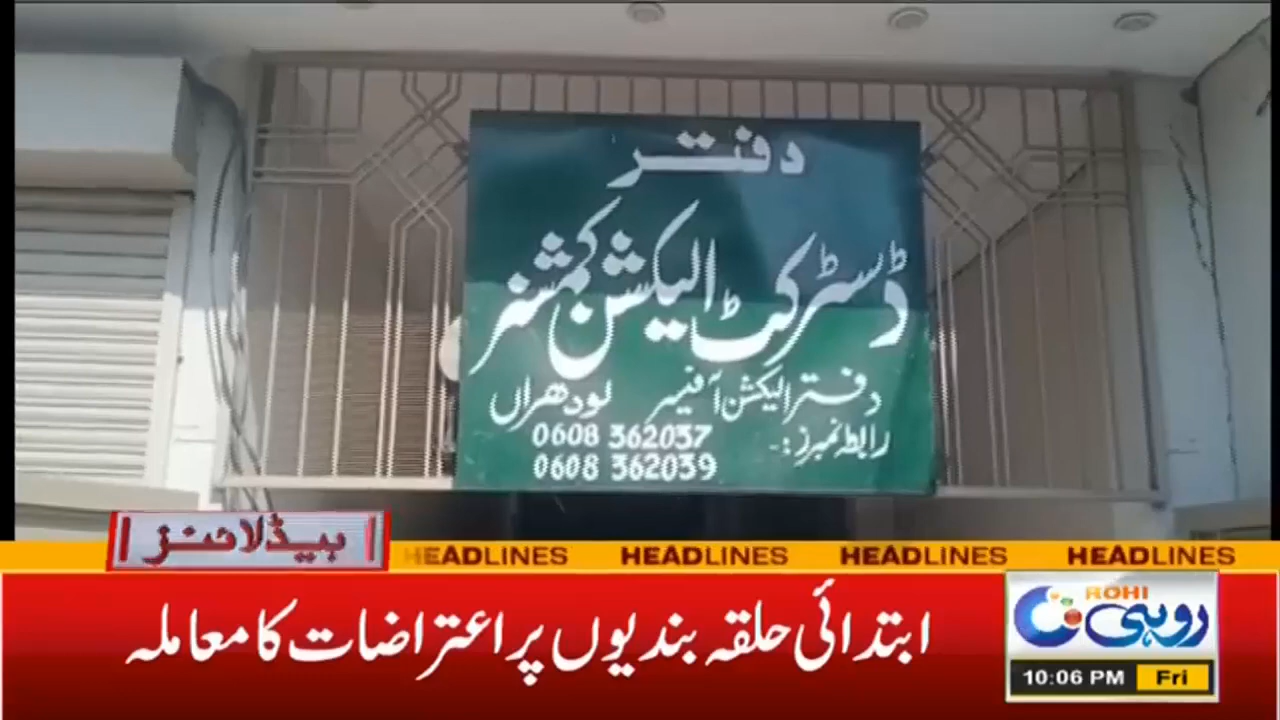 دفتر
ڈسٹرکٹ الیکشن کمشنر
دفتر الیکشن آفیسر لودھراں
رابطہ نمبرز :-
0608 362037
0608 362039
ہیڈلائنز
HEADLINES HEADLINES HEADLINES HEADLINES
ابتدائی حلقہ بندیوں پر اعتراضات کا معاملہ
ROHI
روہی
10:06 PM Fri